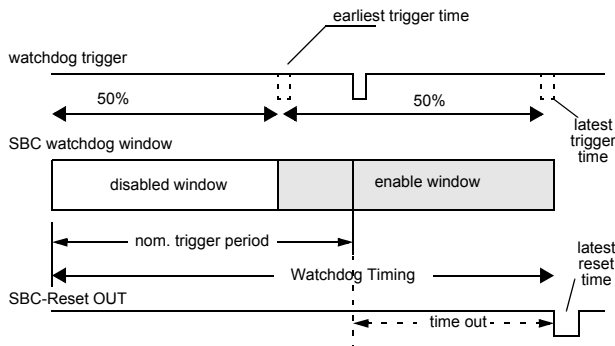 earliest trigger time
watchdog trigger
50%
50%
latest
trigger
time
SBC watchdog window
disabled window
enable window
nom. trigger period
latest
reset
time
Watchdog Timing
SBC-Reset OUT
time out